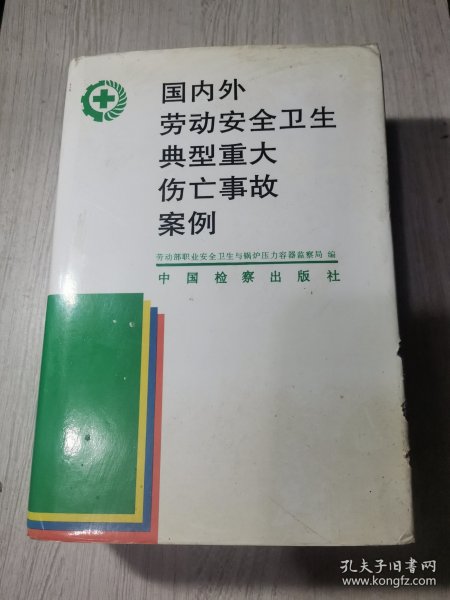 国内外
劳动安全卫生
典型重大
伤亡事故
案例
劳动部职业安全卫生与锅炉压力容器监察局 编
中国检察出版社
孔夫子旧书网
www.kongfz.com